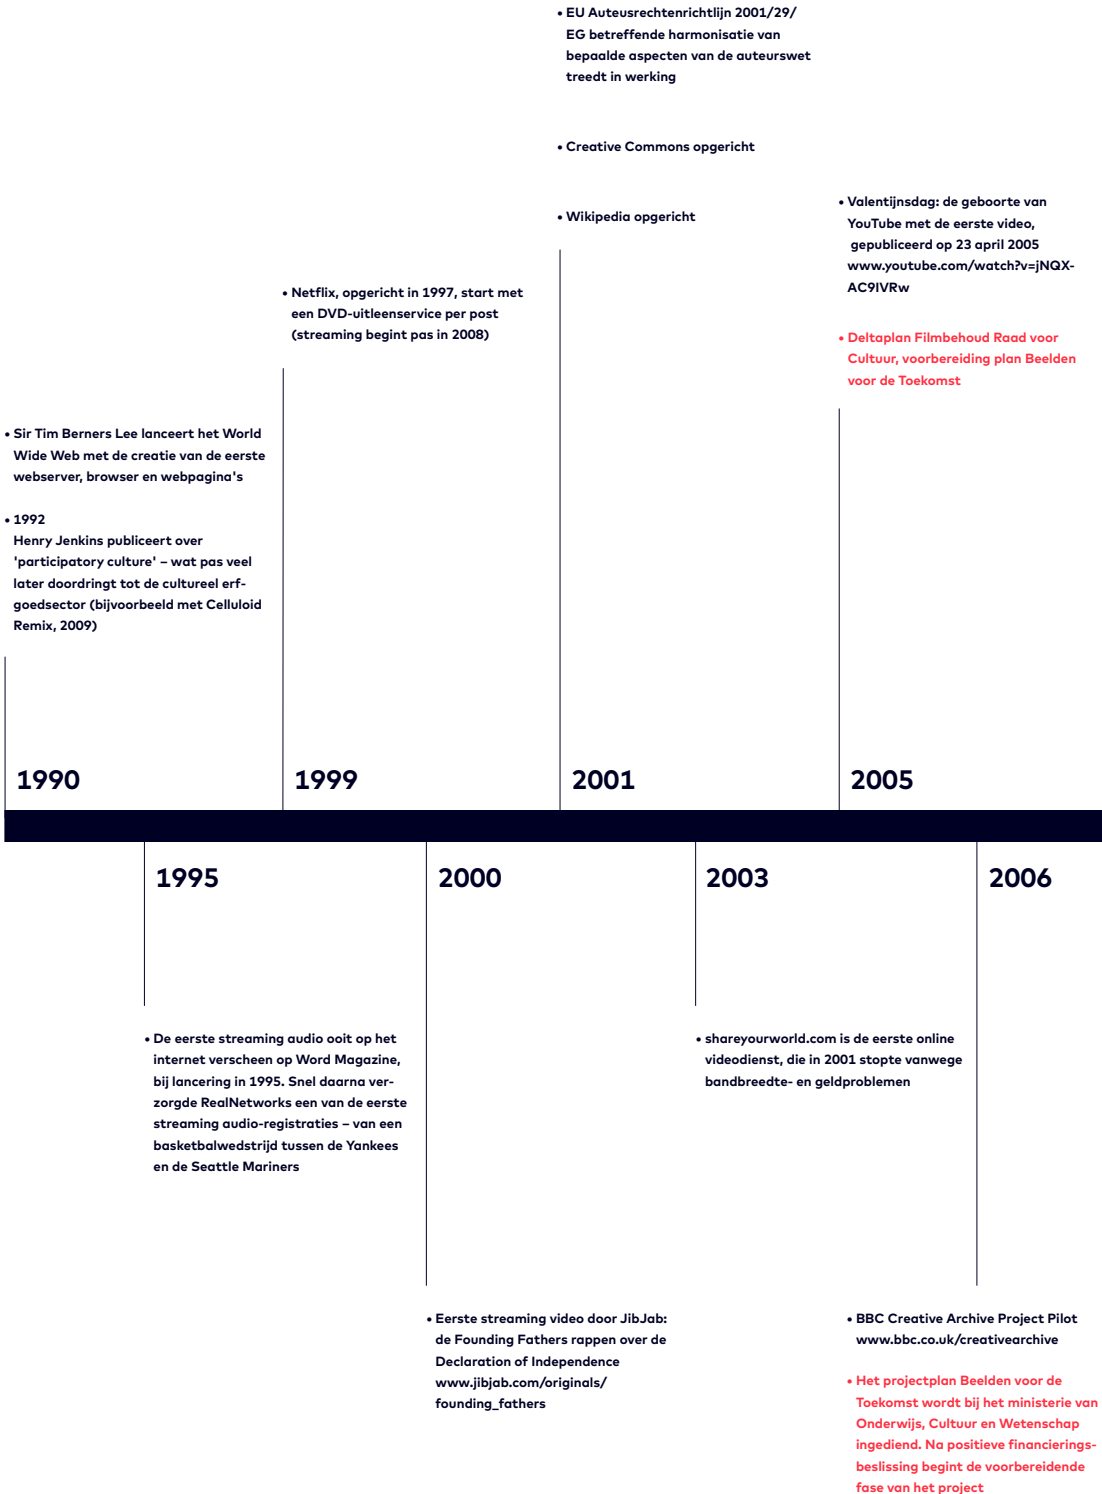 • EU Auteusrechtenrichtlijn 2001/29/
EG betreffende harmonisatie van
bepaalde aspecten van de auteurswet
treedt in werking
• Creative Commons opgericht
• Wikipedia opgericht
• Valentijnsdag: de geboorte van
YouTube met de eerste video,
gepubliceerd op 23 april 2005
www.youtube.com/watch?v=jNQX-
AC9IVRw
• Deltaplan Filmbehoud Raad voor
Cultuur, voorbereiding plan Beelden
voor de Toekomst
• Netflix, opgericht in 1997, start met
een DVD-uitleenservice per post
(streaming begint pas in 2008)
• Sir Tim Berners Lee lanceert het World
Wide Web met de creatie van de eerste
webserver, browser en webpagina's
• 1992
Henry Jenkins publiceert over
'participatory culture' – wat pas veel
later doordringt tot de cultureel erf-
goedsector (bijvoorbeeld met Celluloid
Remix, 2009)
1990
1999
2001
2005
1995
2000
2003
2006
• De eerste streaming audio ooit op het
internet verscheen op Word Magazine,
bij lancering in 1995. Snel daarna ver-
zorgde RealNetworks een van de eerste
streaming audio-registraties – van een
basketbalwedstrijd tussen de Yankees
en de Seattle Mariners
• shareyourworld.com is de eerste online
videodienst, die in 2001 stopte vanwege
bandbreedte- en geldproblemen
• Eerste streaming video door JibJab:
de Founding Fathers rappen over de
Declaration of Independence
www.jibjab.com/originals/
founding_fathers
• BBC Creative Archive Project Pilot
www.bbc.co.uk/creativearchive
• Het projectplan Beelden voor de
Toekomst wordt bij het ministerie van
Onderwijs, Cultuur en Wetenschap
ingediend. Na positieve financierings-
beslissing begint de voorbereidende
fase van het project